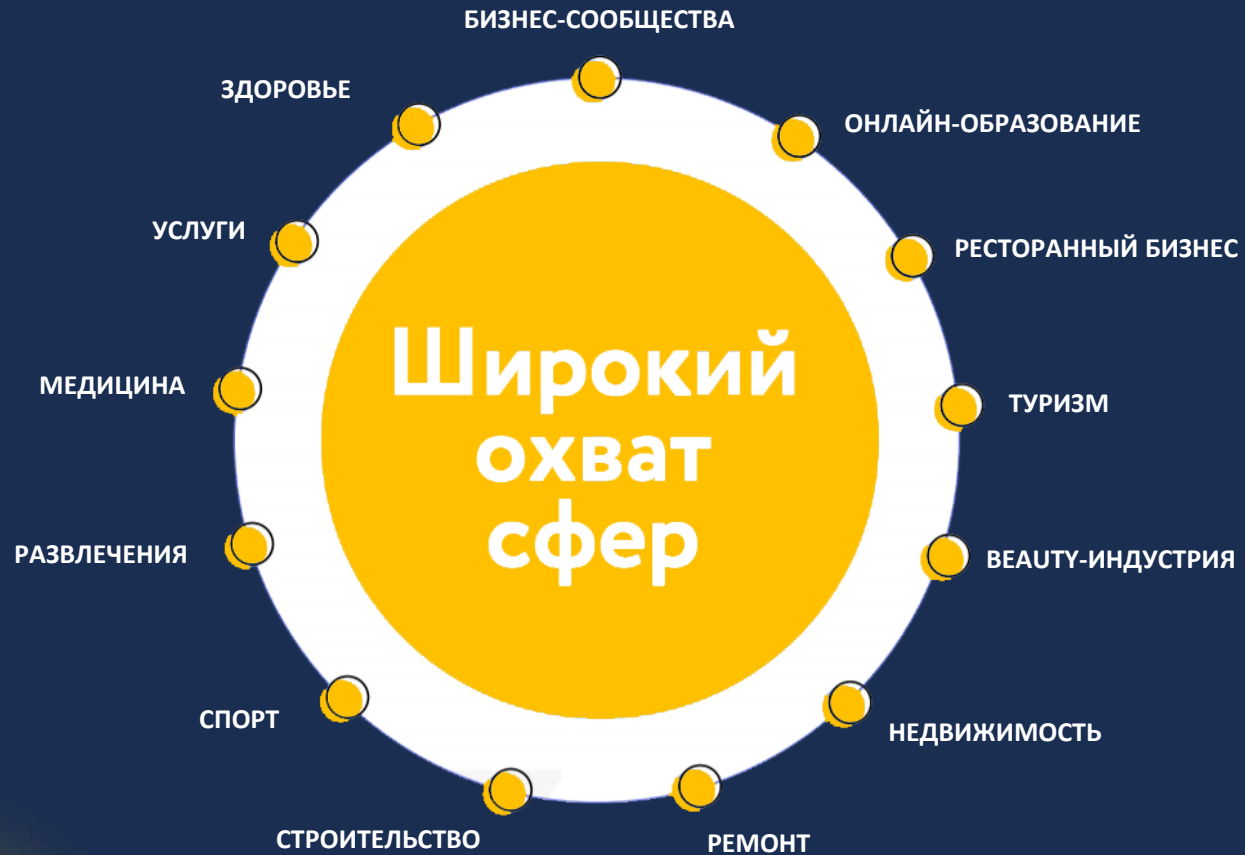 БИЗНЕС-СООБЩЕСТВА
ЗДОРОВЬЕ
ОНЛАЙН-ОБРАЗОВАНИЕ
УСЛУГИ
РЕСТОРАННЫЙ БИЗНЕС
Широкий
охват
сфер
МЕДИЦИНА
ТУРИЗМ
РАЗВЛЕЧЕНИЯ
BEAUTY-ИНДУСТРИЯ
СПОРТ
НЕДВИЖИМОСТЬ
СТРОИТЕЛЬСТВО
РЕМОНТ